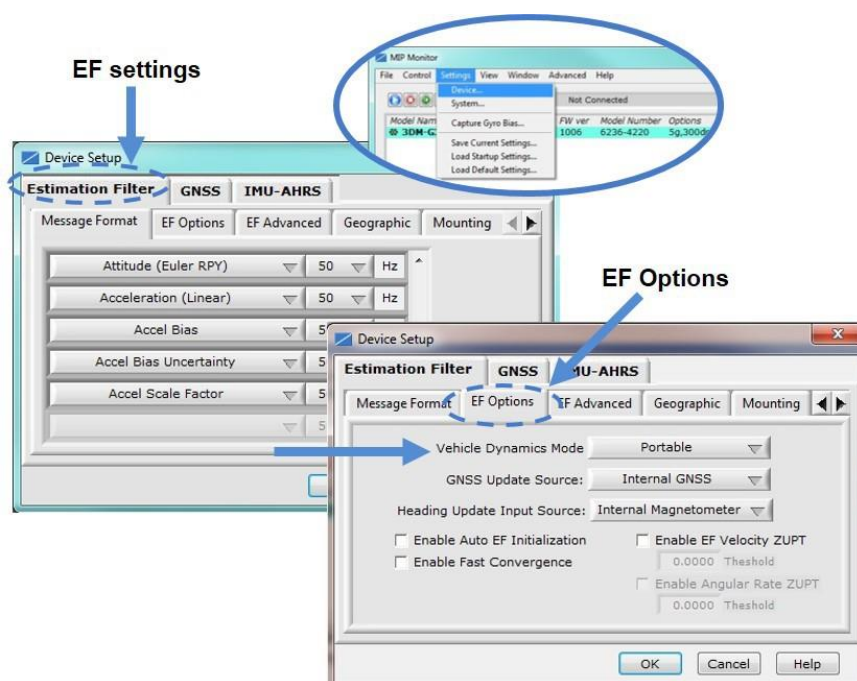 EF settings
MIP Monitor
File Control Settings View Window Advanced Help
Device...
System...
Not Connected
Capture Gyro Bias...
Model Nam
FW ver Model Number Options
3DM-G
1006 6236-4220 5g,300d
Save Current Settings...
Load Startup Settings...
Load Default Settings...
Device Setup
Estimation Filter GNSS IMU-AHRS
Message Format EF Options EF Advanced Geographic Mounting
Attitude (Euler RPY) 50 Hz
Acceleration (Linear) 50 Hz
Accel Bias 5
Accel Bias Uncertainty 5
Accel Scale Factor 5
5
EF Options
Device Setup
Estimation Filter GNSS MU-AHRS
Message Format EF Options EF Advanced Geographic Mounting
Vehicle Dynamics Mode Portable
GNSS Update Source: Internal GNSS
Heading Update Input Source: Internal Magnetometer
Enable Auto EF Initialization Enable EF Velocity ZUPT
Enable Fast Convergence 0.0000 Theshold
Enable Angular Rate ZUPT
0.0000 Theshold
OK Cancel Help